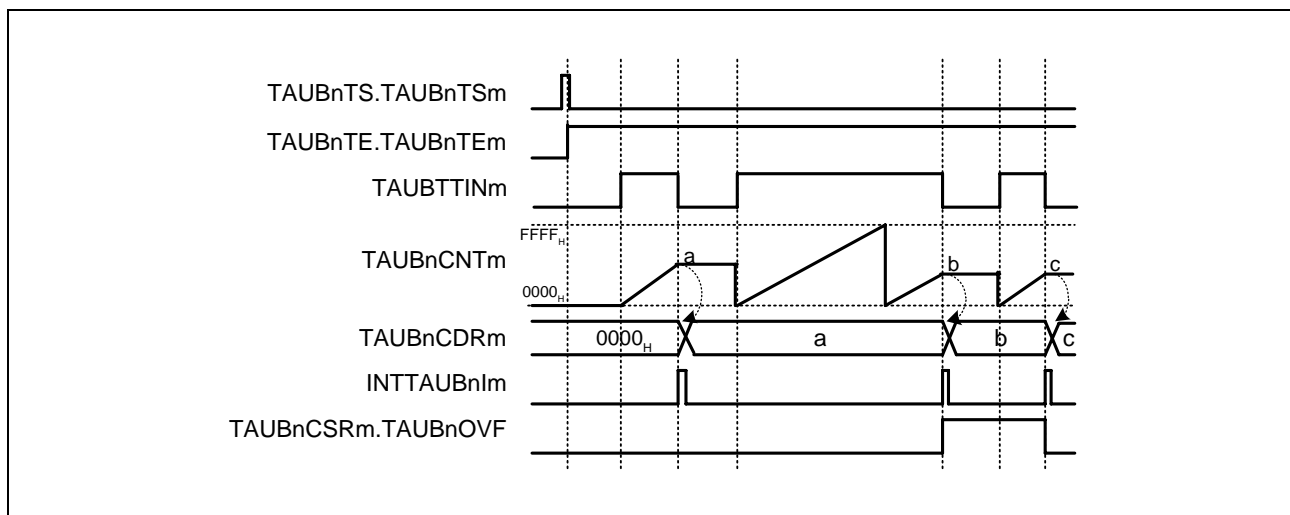 TAUBnTS.TAUBnTSm
TAUBnTE.TAUBnTEm
TAUBTTINm
FFFFH
TAUBnCNTm
a
b
c
0000H
TAUBnCDRm
0000H
a
b
c
INTTAUBnIm
TAUBnCSRm.TAUBnOVF